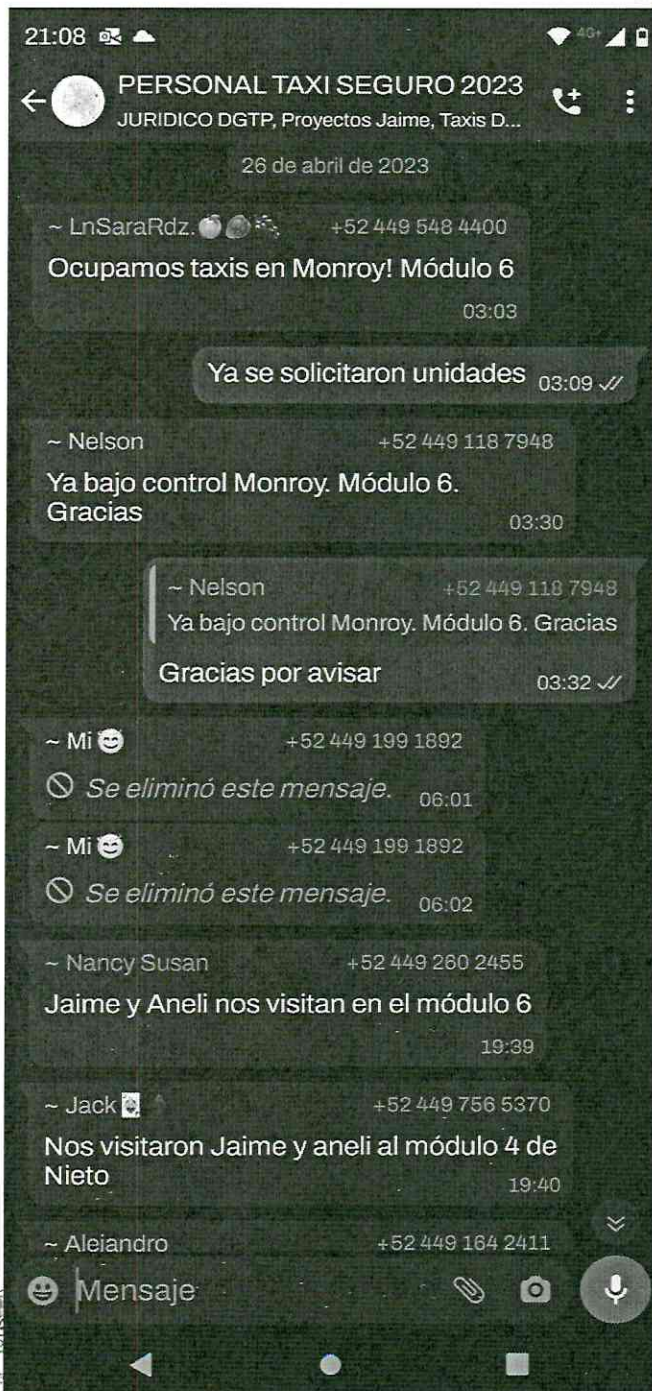 21:08
4G+
PERSONAL TAXI SEGURO 2023
JURIDICO DGTP, Proyectos Jaime, Taxis D...
26 de abril de 2023
~ LnSaraRdz. +52 449 548 4400
Ocupamos taxis en Monroy! Módulo 6
03:03
Ya se solicitaron unidades 03:09
~ Nelson +52 449 118 7948
Ya bajo control Monroy. Módulo 6.
Gracias
03:30
~ Nelson +52 449 118 7948
Ya bajo control Monroy. Módulo 6. Gracias
Gracias por avisar 03:32
~ Mi +52 449 199 1892
Se eliminó este mensaje. 06:01
~ Mi +52 449 199 1892
Se eliminó este mensaje. 06:02
~ Nancy Susan +52 449 260 2455
Jaime y Aneli nos visitan en el módulo 6
19:39
~ Jack +52 449 756 5370
Nos visitaron Jaime y aneli al módulo 4 de
Nieto
19:40
~ Alejandro +52 449 164 2411
Mensaje